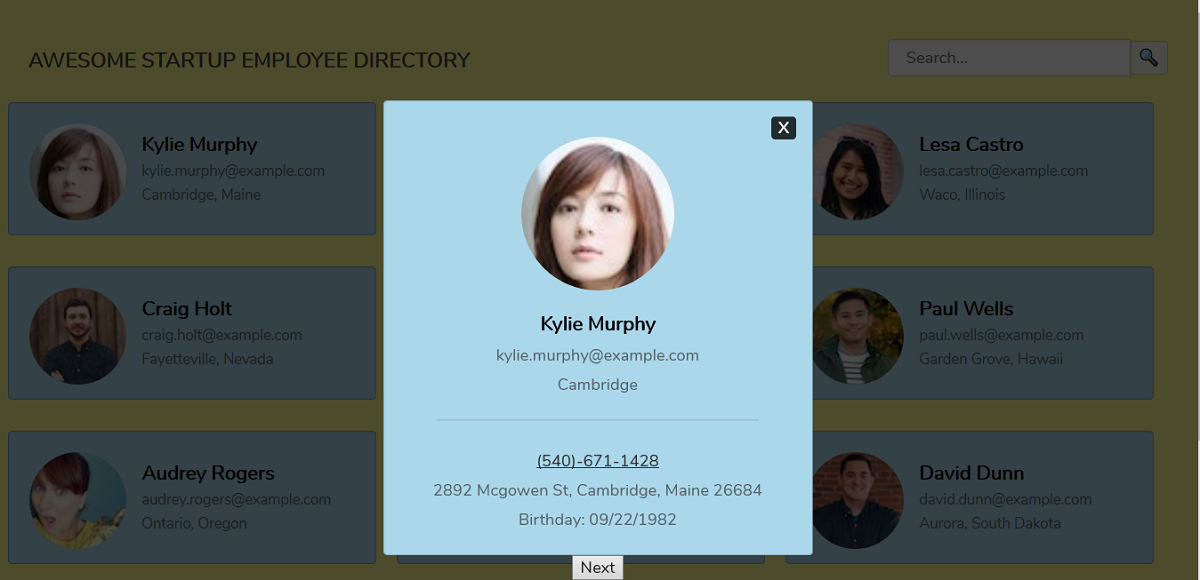 AWESOME STARTUP EMPLOYEE DIRECTORY
Search...
Kylie Murphy
kylie.murphy@example.com
Cambridge, Maine
Lesa Castro
lesa.castro@example.com
Waco, Illinois
Craig Holt
craig.holt@example.com
Fayetteville, Nevada
Paul Wells
paul.wells@example.com
Garden Grove, Hawaii
Audrey Rogers
audrey.rogers@example.com
Ontario, Oregon
David Dunn
david.dunn@example.com
Aurora, South Dakota
X
Kylie Murphy
kylie.murphy@example.com
Cambridge
(540)-671-1428
2892 Mcgowen St, Cambridge, Maine 26684
Birthday: 09/22/1982
Next